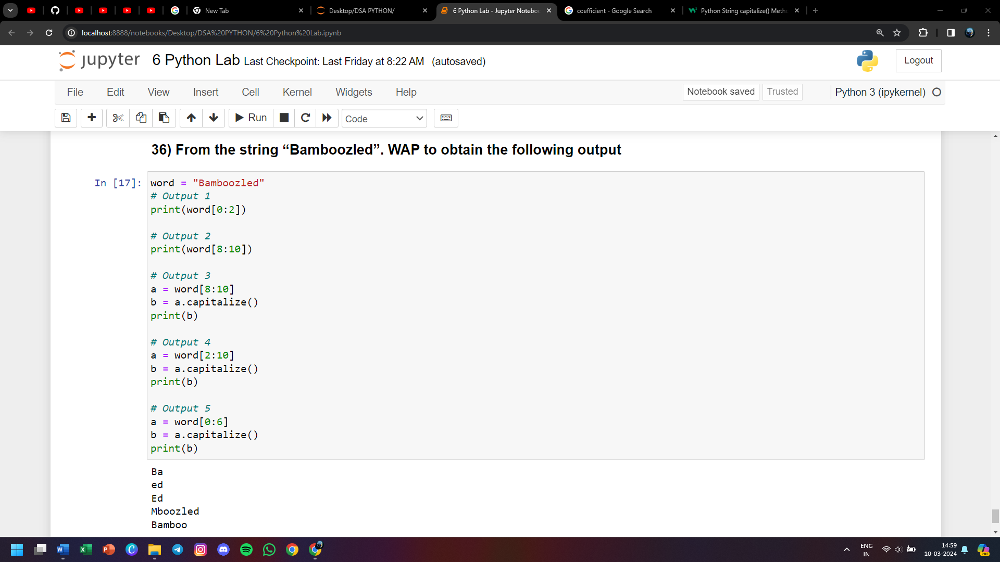 New Tab
Desktop/DSA PYTHON/
6 Python Lab - Jupyter Notebo
coefficient - Google Search
Python String capitalize() Meth
localhost:8888/notebooks/Desktop/DSA%20PYTHON/6%20Python%20Lab.ipynb
jupyter 6 Python Lab Last Checkpoint: Last Friday at 8:22 AM (autosaved)
Logout
File Edit View Insert Cell Kernel Widgets Help
Notebook saved Trusted Python 3 (ipykernel)
Run Code
36) From the string “Bamboozled”. WAP to obtain the following output
In [17]: word = "Bamboozled"
# Output 1
print(word[0:2])
# Output 2
print(word[8:10])
# Output 3
a = word[8:10]
b = a.capitalize()
print(b)
# Output 4
a = word[2:10]
b = a.capitalize()
print(b)
# Output 5
a = word[0:6]
b = a.capitalize()
print(b)
Ba
ed
Ed
Mboozled
Bamboo
ENG
IN
14:59
10-03-2024
PRE